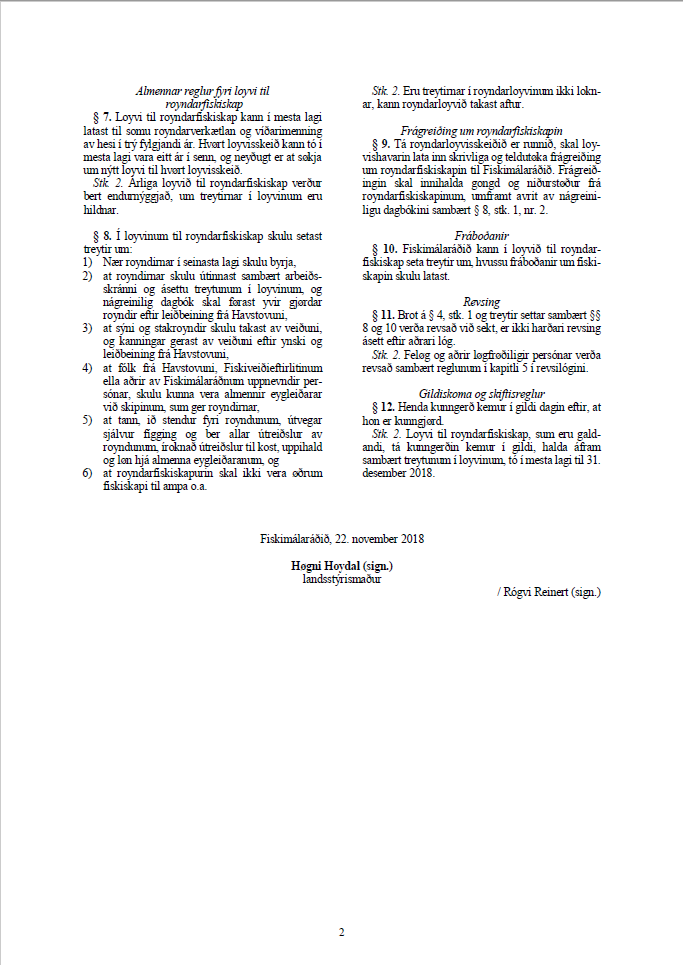 Almennar reglur fyri loyvi til
royndarfiskiskap
§ 7. Loyvi til royndarfiskiskap kann í mesta lagi
latast til somu royndarverkætlan og víðarimenning
av hesi í trý fylgjandi ár. Hvørt loyvisskeið kann tó í
mesta lagi vara eitt ár í senn, og neyðugt er at søkja
um nýtt loyvi til hvørt loyvisskeið.
Stk. 2. Árliga loyvið til royndarfiskiskap verður
bert endurnýggjað, um treytirnar í loyvinum eru
hildnar.
§ 8. Í loyvinum til royndarfiskiskap skulu setast
treytir um:
1) Nær royndirnar í seinasta lagi skulu byrja,
2) at royndirnar skulu útinnast sambært arbeiðs-
skránni og ásettu treytunum í loyvinum, og
nágreinilig dagbók skal førast yvir gjørdar
royndir eftir leiðbeining frá Havstovuni,
3) at sýni og stakroyndir skulu takast av veiðuni,
og kanningar gerast av veiðuni eftir ynski og
leiðbeining frá Havstovuni,
4) at fólk frá Havstovuni, Fiskiveiðieftirlitinum
ella aðrir av Fiskimálaráðnum uppnevndir per-
sónar, skulu kunna vera almennir eygleiðarar
við skipinum, sum ger royndirnar,
5) at tann, ið stendur fyri royndunum, útvegar
sjálvur figging og ber allar útreiðslur av
royndunum, íroknað útreiðslur til kost, uppihald
og løn hjá almenna eygleiðaranum, og
6) at royndarfiskiskapurin skal ikki vera øðrum
fiskiskapi til ampa o.a.
Stk. 2. Eru treytirnar í royndarloyvinum ikki lokn-
ar, kann royndarloyvið takast aftur.
Frágreiðing um royndarfiskiskapin
§ 9. Tá royndarloyvisskeiðið er runnið, skal loy-
vishavarin lata inn skrivliga og teldutøka frágreiðing
um royndarfiskiskapin til Fiskimálaráðið. Frágreið-
ingin skal innihalda gongd og niðurstøður frá
royndarfiskiskapinum, umframt avrit av nágreini-
ligu dagbókini sambært § 8, stk. 1, nr. 2.
Fráboðanir
§ 10. Fiskimálaráðið kann í loyvið til royndar-
fiskiskap seta treytir um, hvussu fráboðanir um fiski-
skapin skulu latast.
Revsing
§ 11. Brot á § 4, stk. 1 og treytir settar sambært §§
8 og 10 verða revsað við sekt, er ikki harðari revsing
ásett eftir aðrari lóg.
Stk. 2. Feløg og aðrir løgfrøðiligir persónar verða
revsað sambært reglunum í kapitli 5 í revsilógini.
Gildiskoma og skiftisreglur
§ 12. Henda kunngerð kemur í gildi dagin eftir, at
hon er kunngjørd.
Stk. 2. Loyvi til royndarfiskiskap, sum eru gald-
andi, tá kunngerðin kemur í gildi, halda áfram
sambært treytunum í loyvinum, tó í mesta lagi til 31.
desember 2018.
Fiskimálaráðið, 22. november 2018
Høgni Hoydal (sign.)
landsstýrismaður
/ Rógvi Reinert (sign.)
2